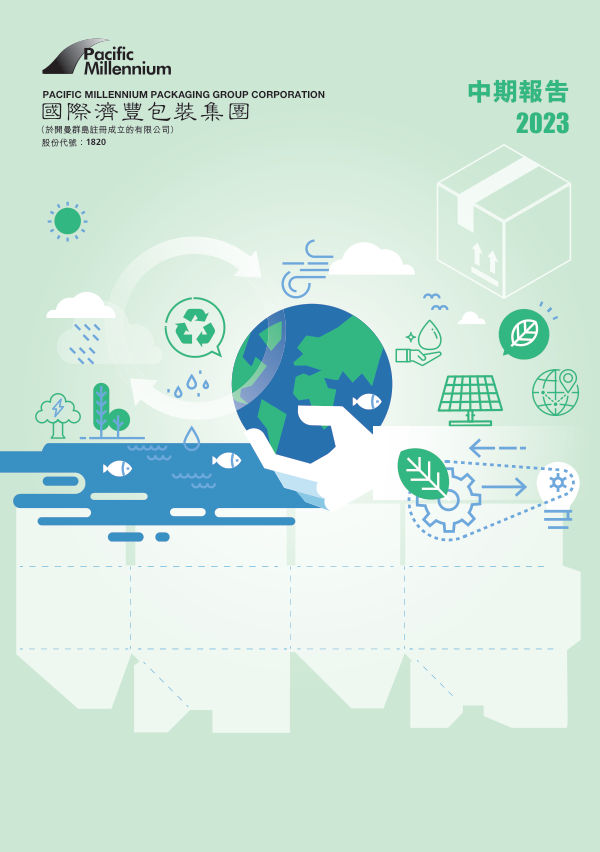 Pacific
Millennium
PACIFIC MILLENNIUM PACKAGING GROUP CORPORATION
國際濟豐包裝集團
(於開曼群島註冊成立的有限公司)
股份代號：1820
中期報告
2023